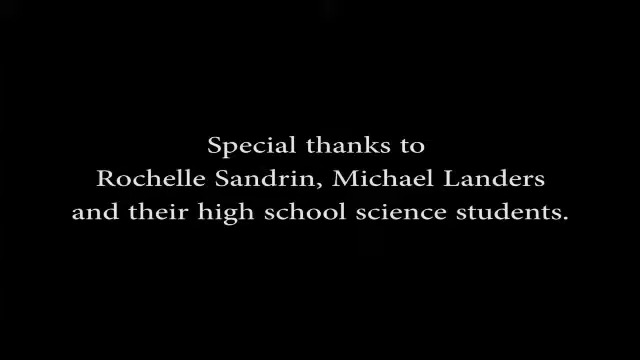 Special thanks to
Rochelle Sandrin, Michael Landers
and their high school science students.